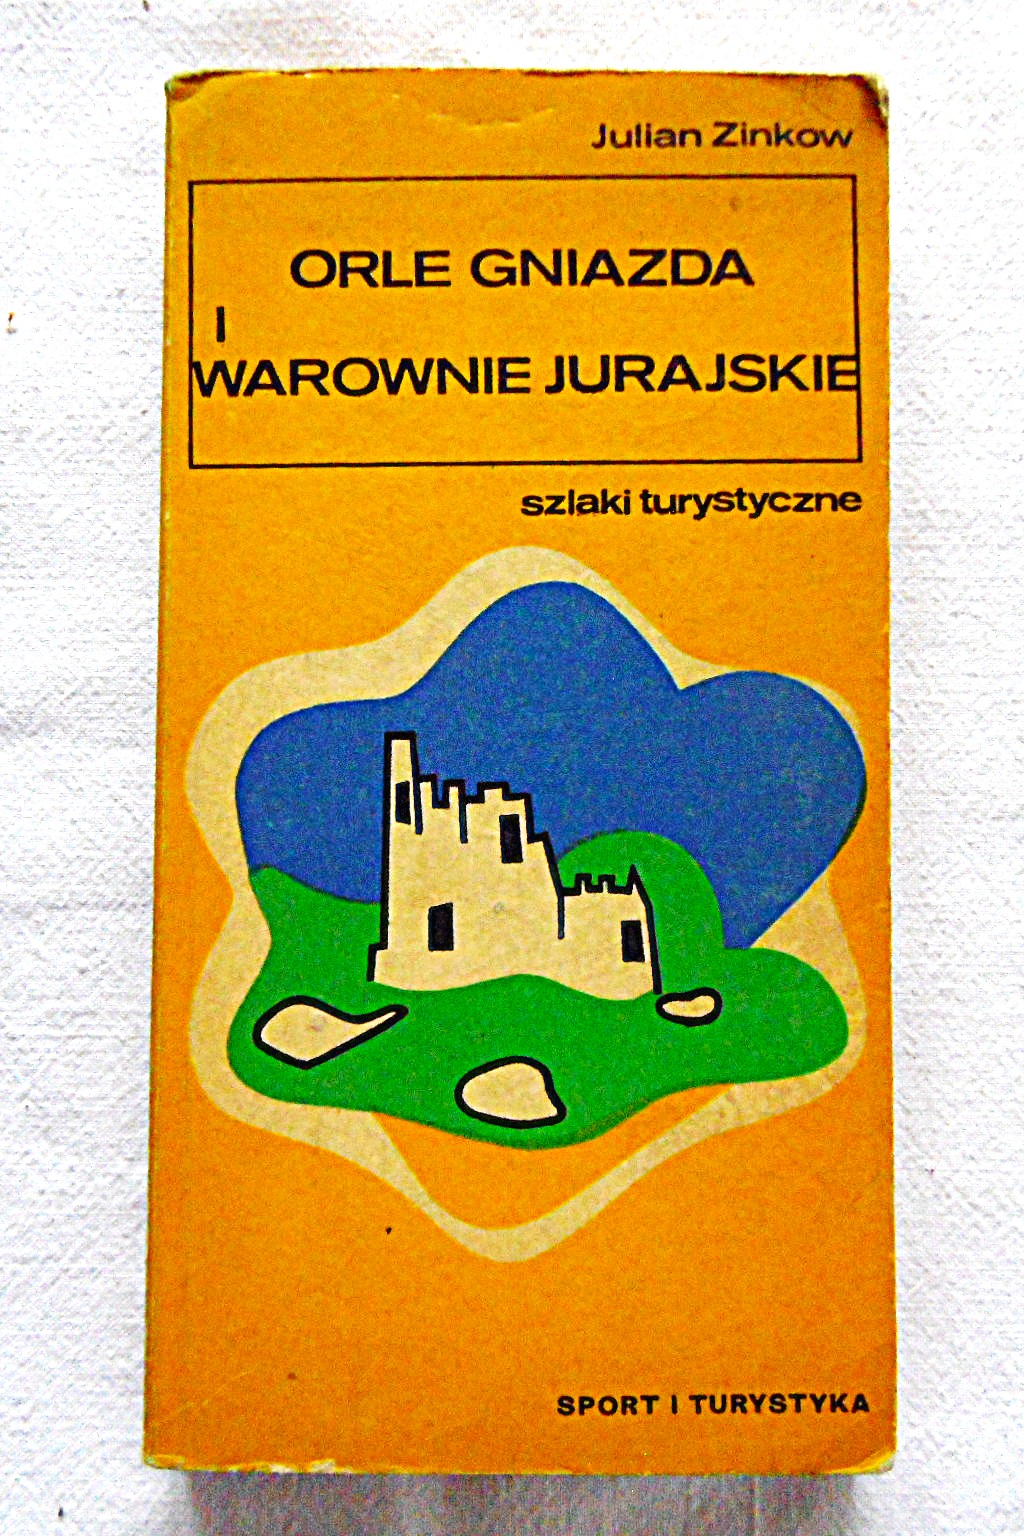 Julian Zinkow
ORLE GNIAZDA
I
WAROWNIE JURAJSKIE
szlaki turystyczne
SPORT I TURYSTYKA